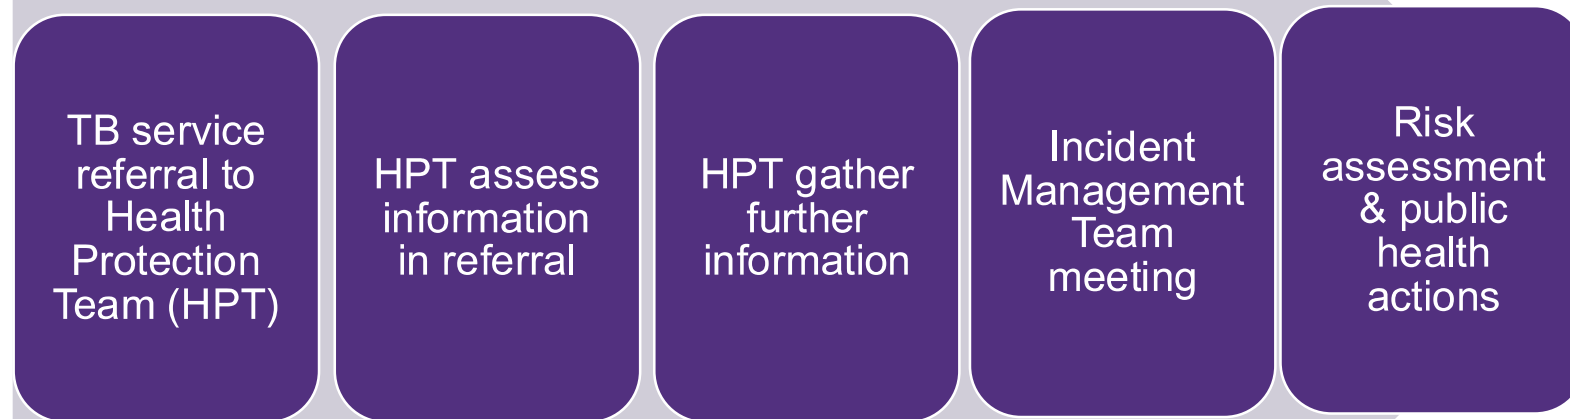 TB service
referral to
Health
Protection
Team (HPT)
HPT assess
information
in referral
HPT gather
further
information
Incident
Management
Team
meeting
Risk
assessment
& public
health
actions